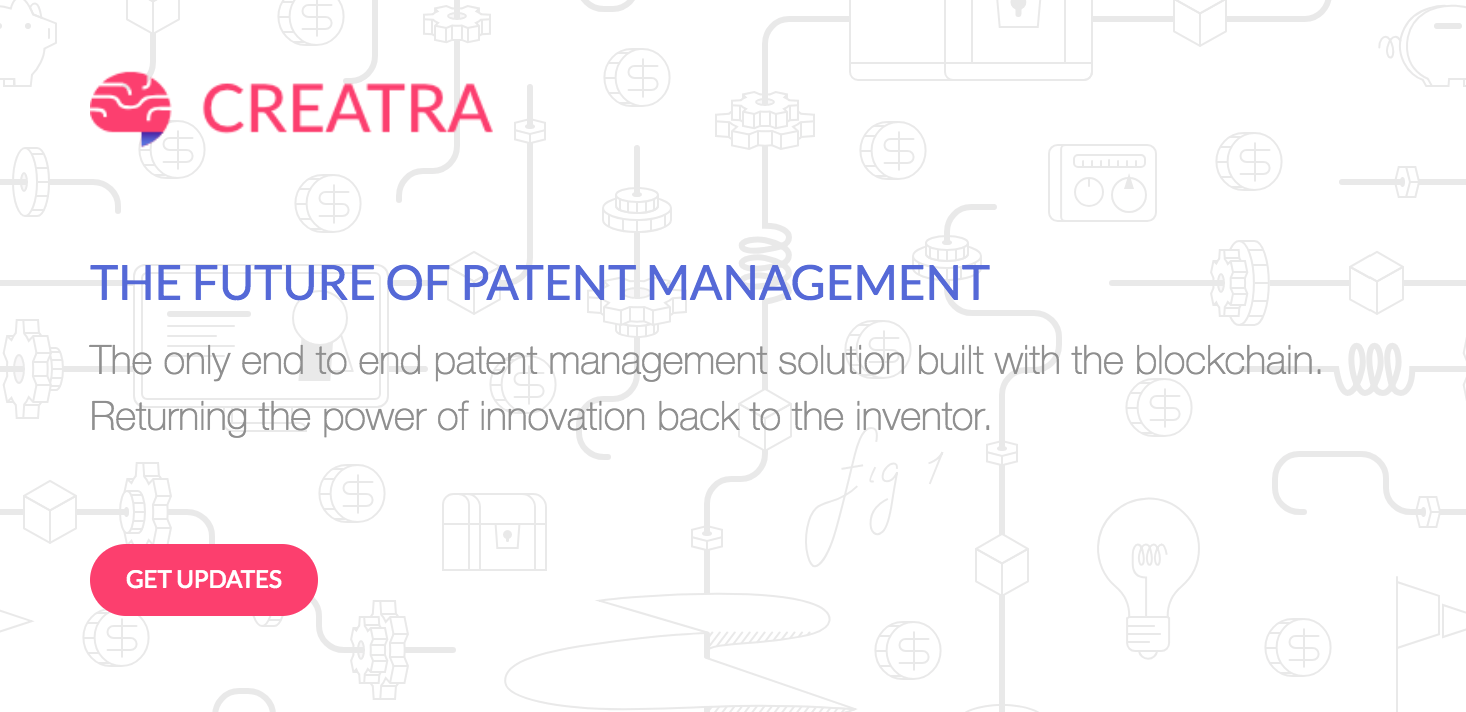 CREATRA
THE FUTURE OF PATENT MANAGEMENT
The only end to end patent management solution built with the blockchain.
Returning the power of innovation back to the inventor.
fig 1
GET UPDATES